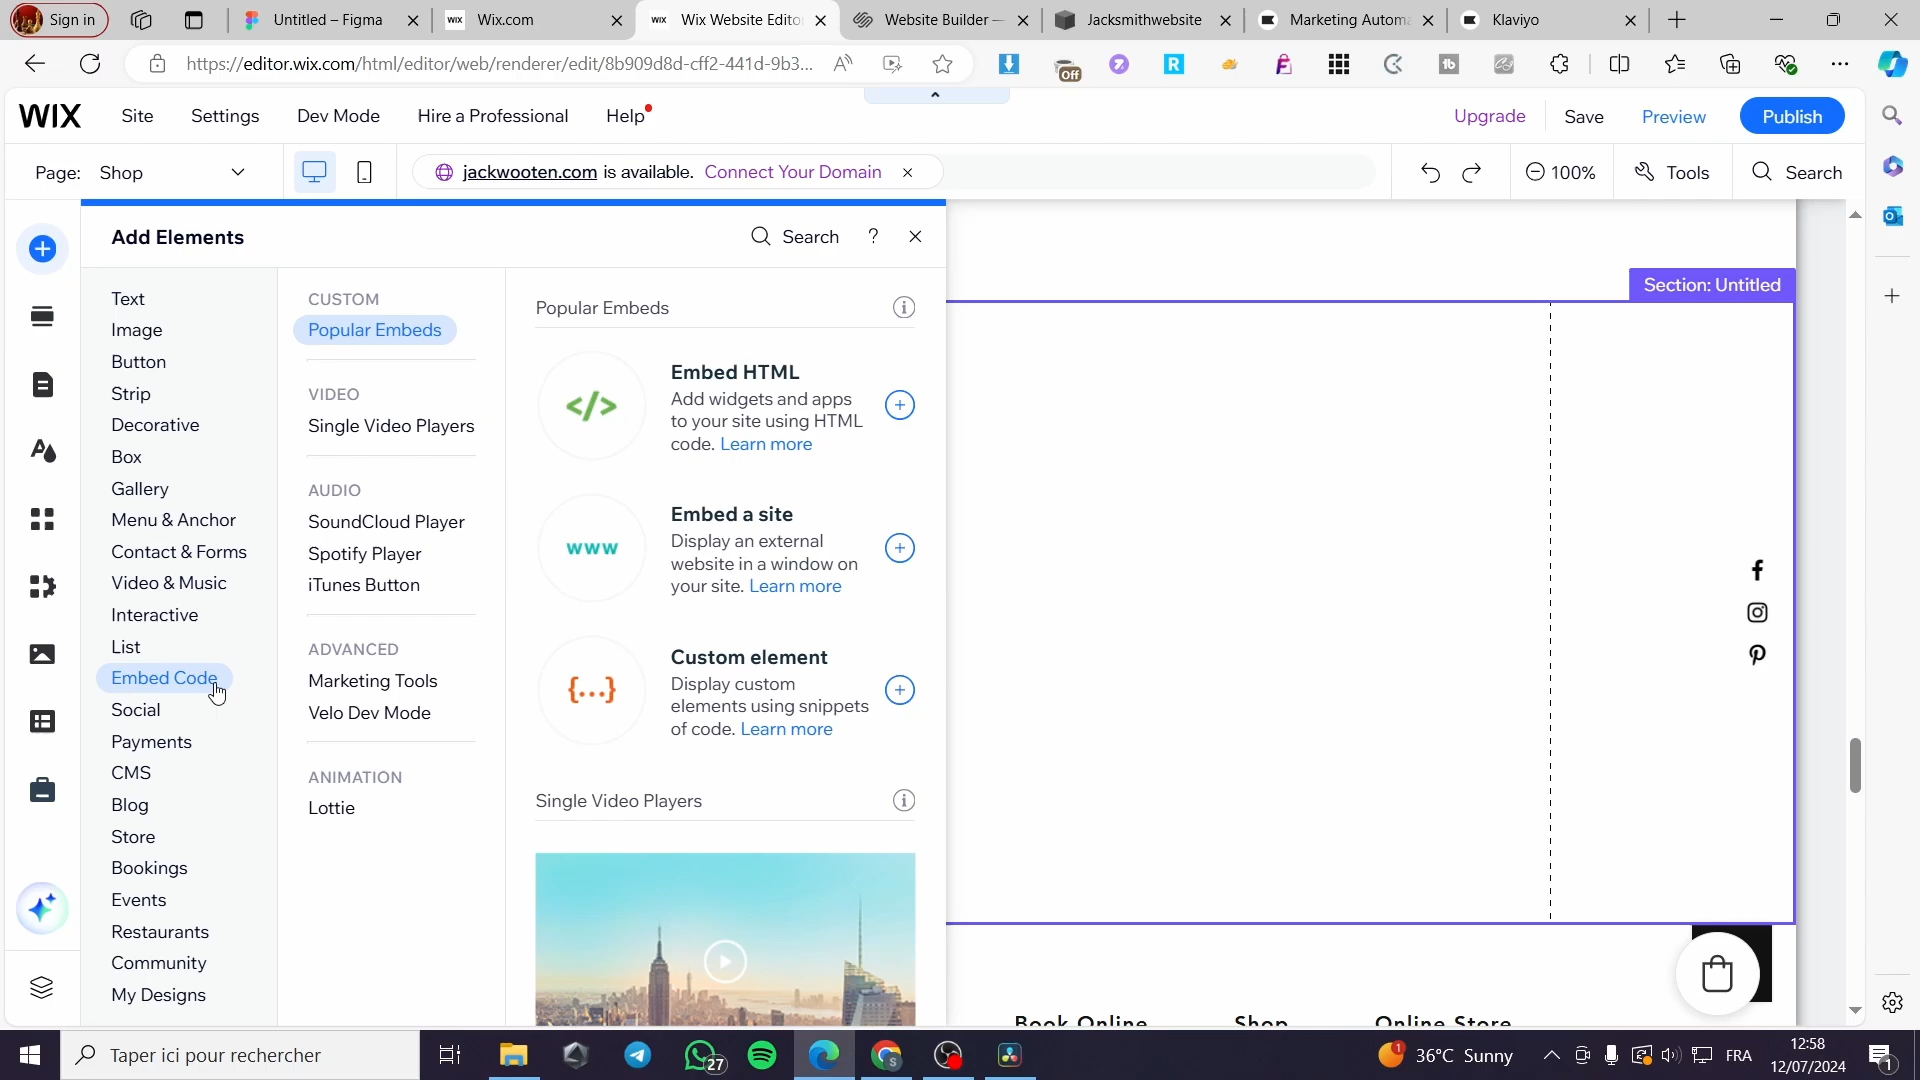 Sign in
Untitled – Figma
Wix.com
Wix Website Edito
Website Builder —
Jacksmithwebsite
Marketing Autom
Klaviyo
https://editor.wix.com/html/editor/web/renderer/edit/8b909d8d-cff2-441d-9b3...
Off
WIX
Site
Settings
Dev Mode
Hire a Professional
Help
Upgrade
Save
Preview
Publish
Page: Shop
jackwooten.com is available. Connect Your Domain
100%
Tools
Search
Add Elements
Search
?
Text
Image
Button
Strip
Decorative
Box
Gallery
Menu & Anchor
Contact & Forms
Video & Music
Interactive
List
Embed Code
Social
Payments
CMS
Blog
Store
Bookings
Events
Restaurants
Community
My Designs
CUSTOM
Popular Embeds
VIDEO
Single Video Players
AUDIO
SoundCloud Player
Spotify Player
iTunes Button
ADVANCED
Marketing Tools
Velo Dev Mode
ANIMATION
Lottie
Popular Embeds
</>
Embed HTML
Add widgets and apps
to your site using HTML
code. Learn more
www
Embed a site
Display an external
website in a window on
your site. Learn more
{...}
Custom element
Display custom
elements using snippets
of code. Learn more
Single Video Players
Section: Untitled
Book Online
Shop
Online Store
Taper ici pour rechercher
27
1
36°C Sunny
FRA
12:58
12/07/2024
1